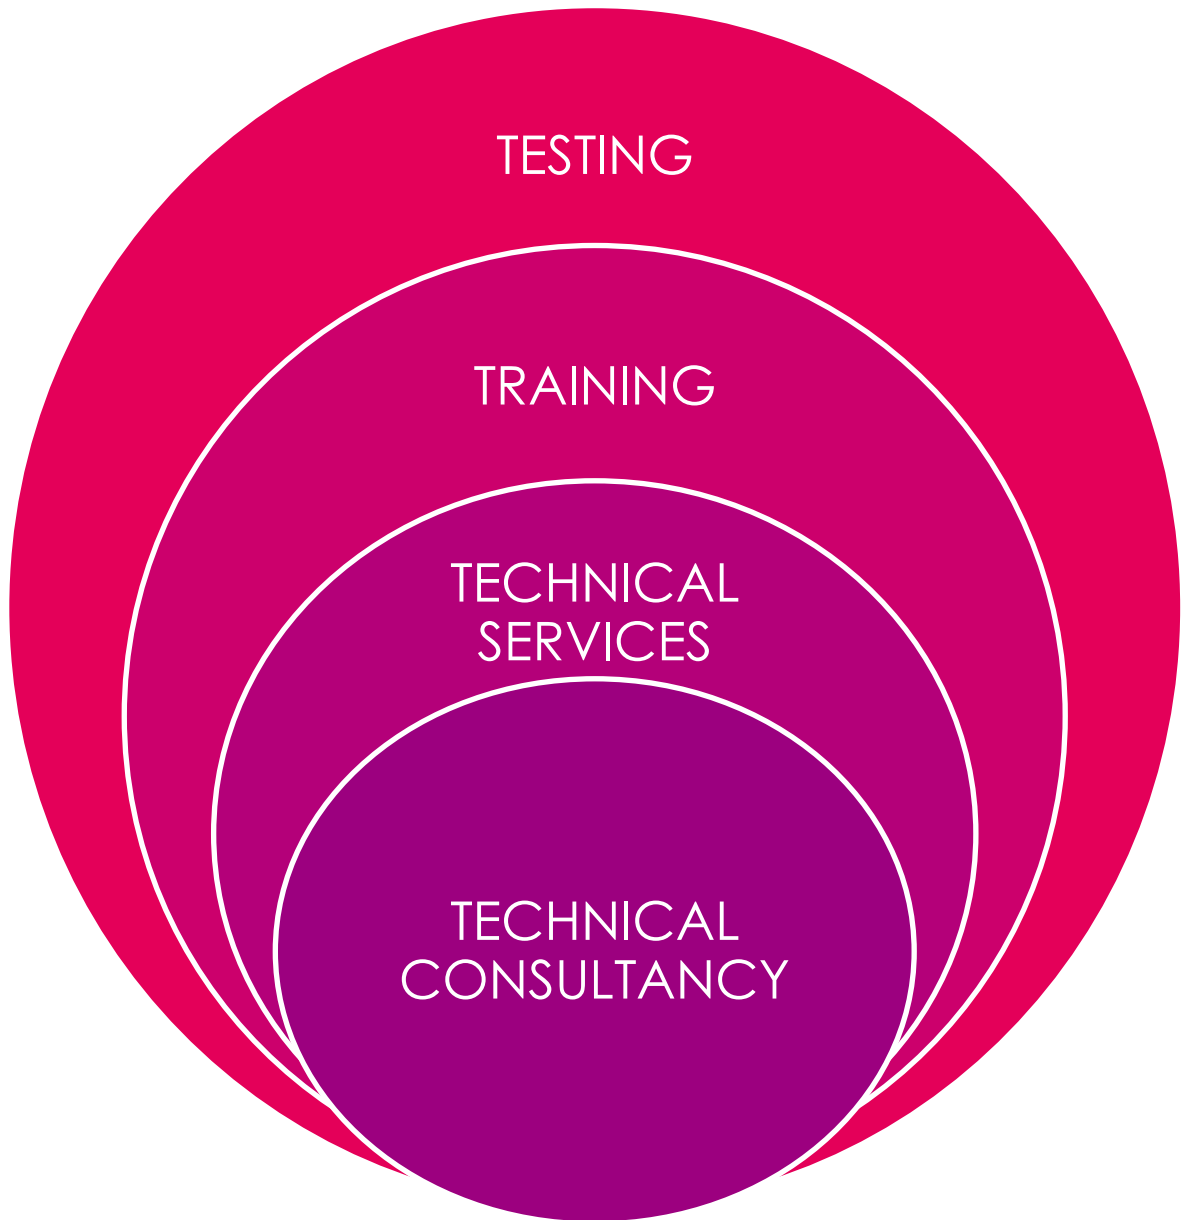 TESTING
TRAINING
TECHNICAL
SERVICES
TECHNICAL
CONSULTANCY